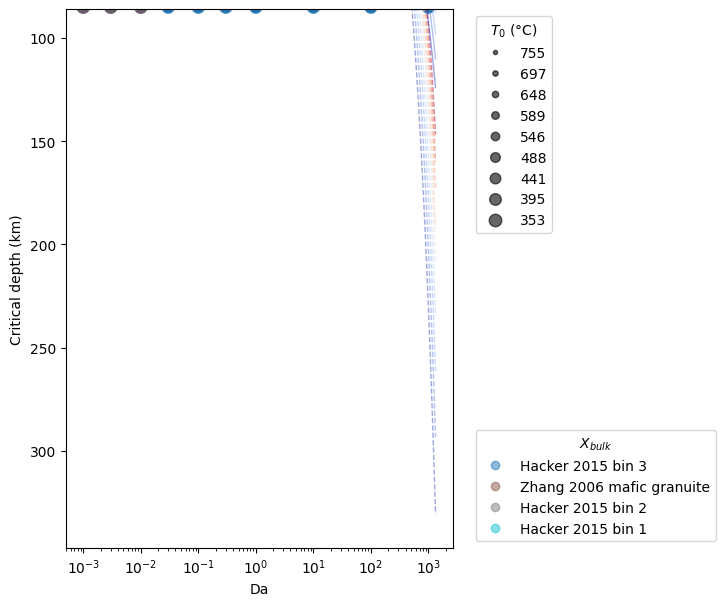 T₀ (°C)
755
697
648
589
546
488
441
395
353
100
150
200
250
300
Critical depth (km)
10⁻³
10⁻²
10⁻¹
10⁰
10¹
10²
10³
Da
X_bulk
Hacker 2015 bin 3
Zhang 2006 mafic granuite
Hacker 2015 bin 2
Hacker 2015 bin 1